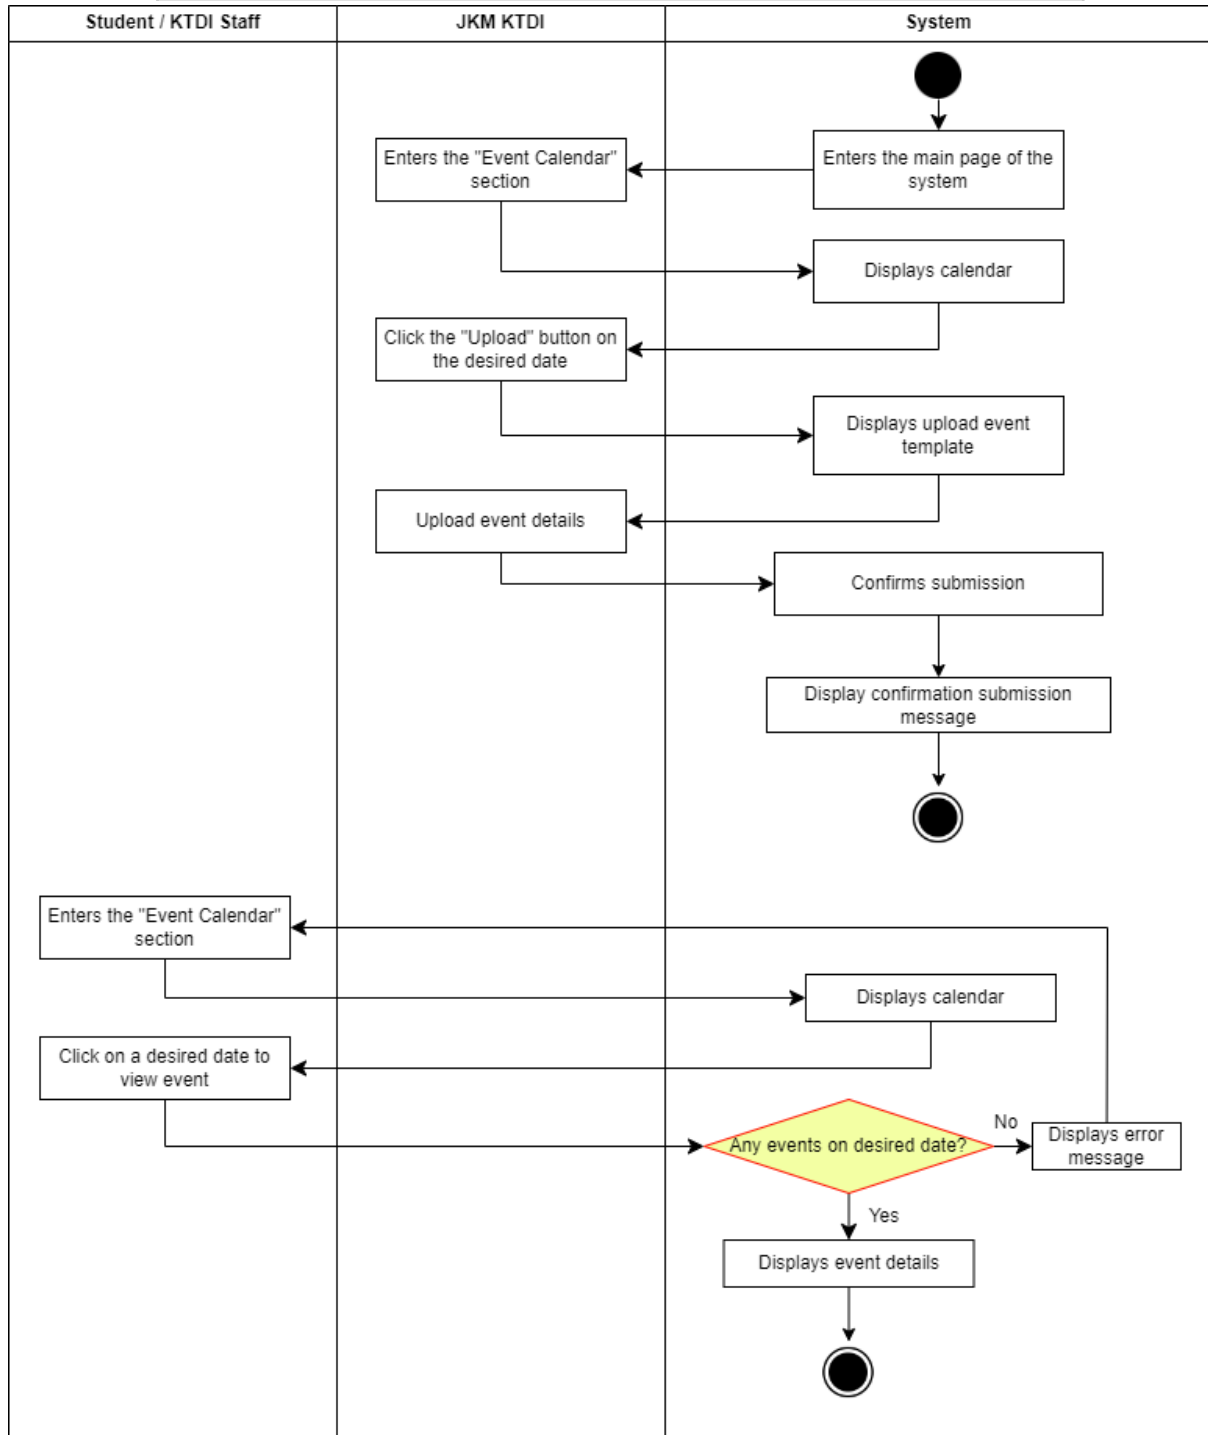 Student / KTDI Staff
JKM KTDI
System
Enters the "Event Calendar"
section
Enters the main page of the
system
Displays calendar
Click the "Upload" button on
the desired date
Displays upload event
template
Upload event details
Confirms submission
Display confirmation submission
message
Enters the "Event Calendar"
section
Displays calendar
Click on a desired date to
view event
Any events on desired date?
No
Displays error
message
Yes
Displays event details